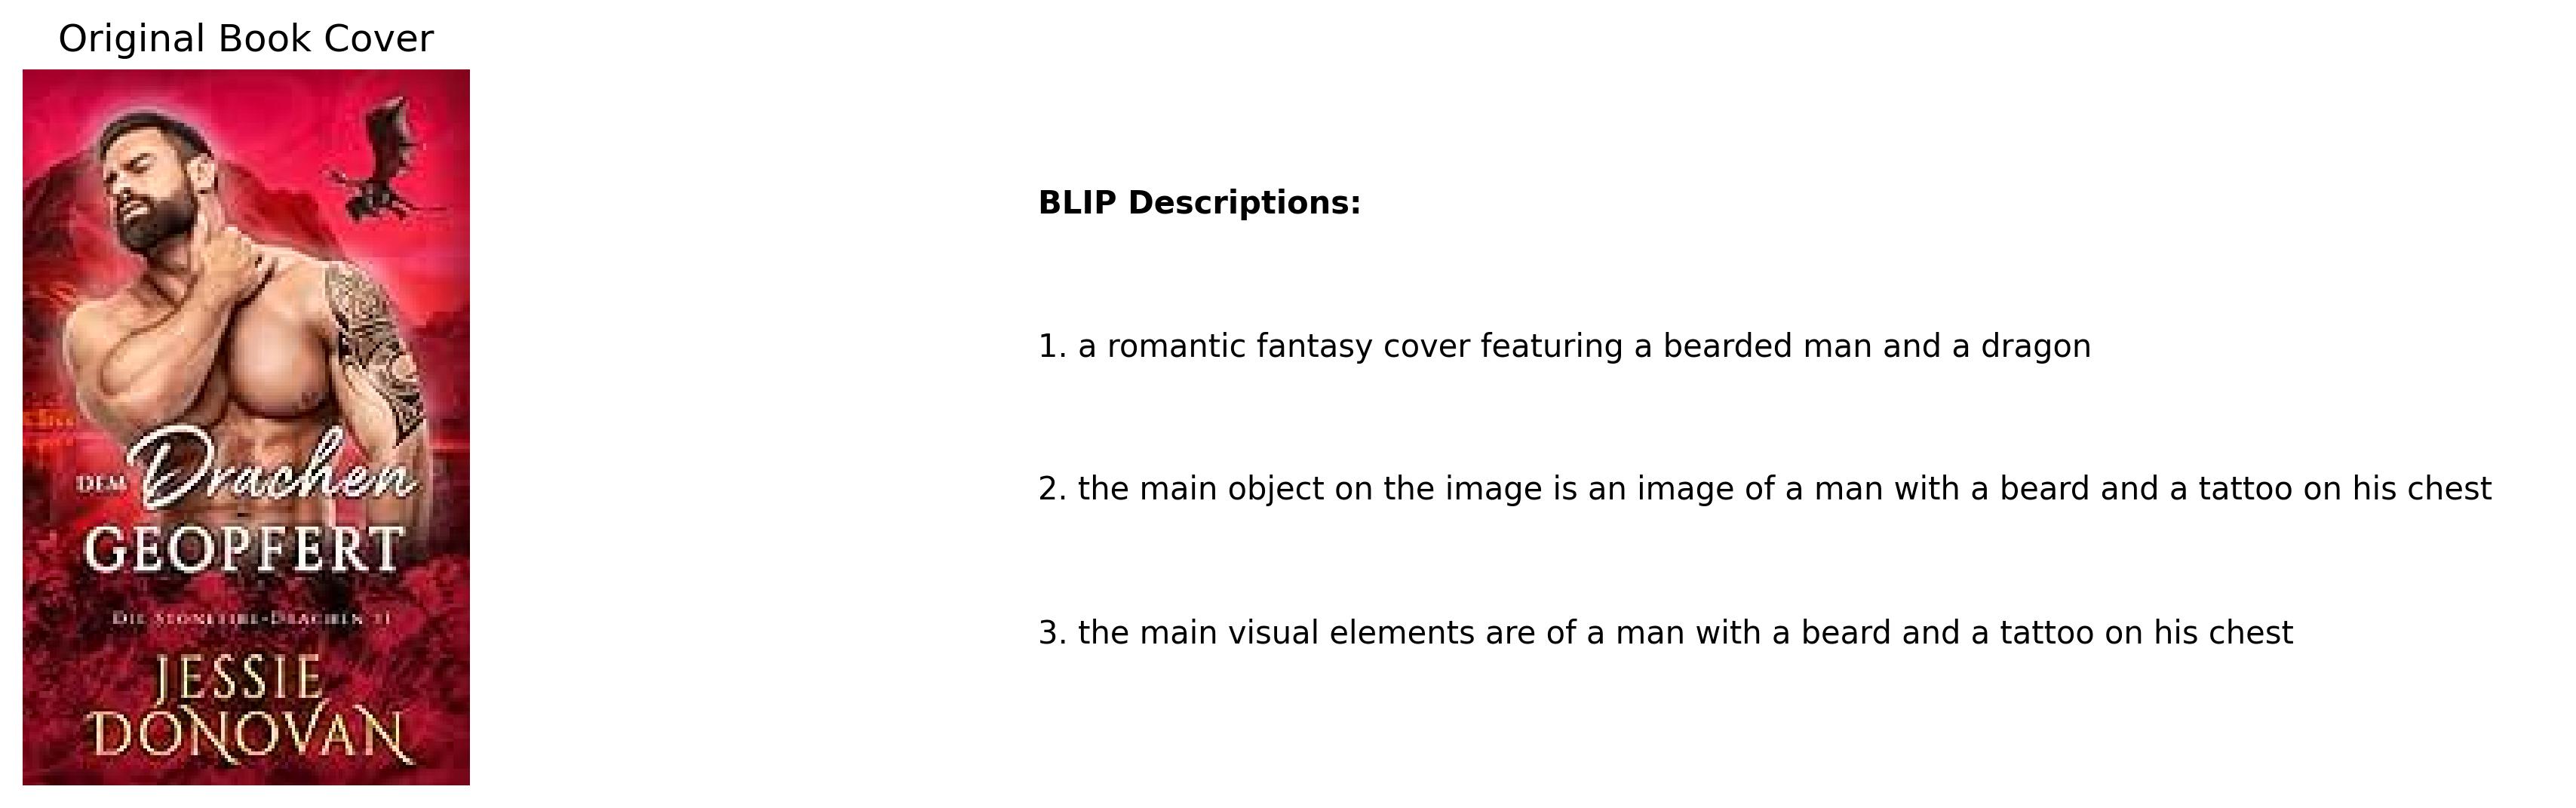 Original Book Cover
DEM Drachen
GEOPFERT
DIE STONEFIRE-DRACHEN
JESSIE
DONOVAN
BLIP Descriptions:
1. a romantic fantasy cover featuring a bearded man and a dragon
2. the main object on the image is an image of a man with a beard and a tattoo on his chest
3. the main visual elements are of a man with a beard and a tattoo on his chest